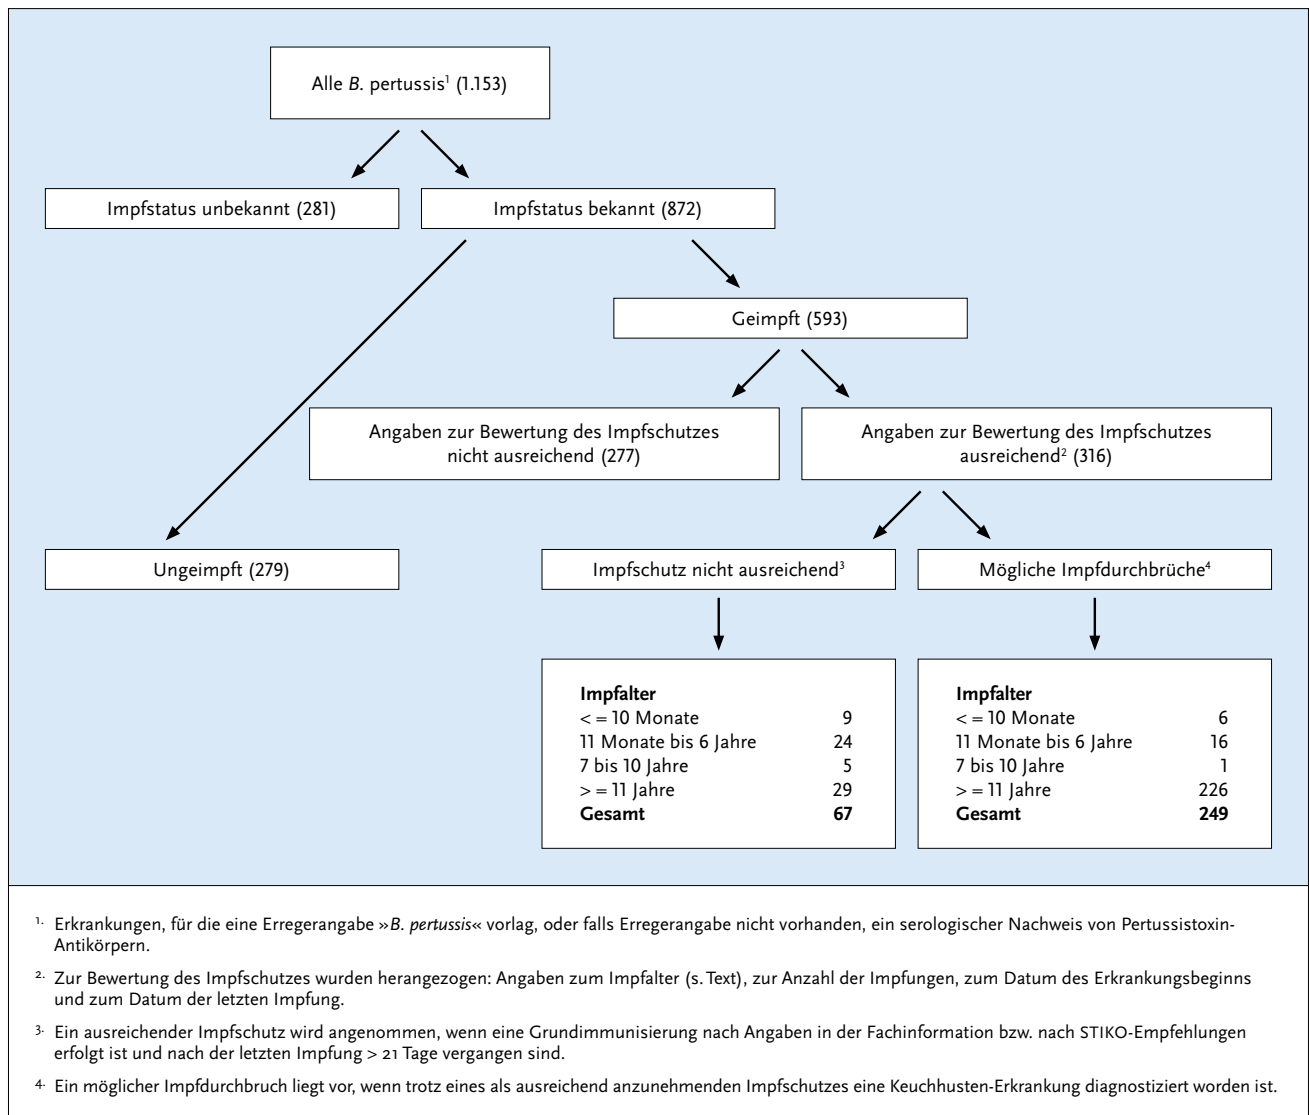 Alle B. pertussis¹ (1.153)
Impfstatus unbekannt (281)
Impfstatus bekannt (872)
Geimpft (593)
Angaben zur Bewertung des Impfschutzes
nicht ausreichend (277)
Angaben zur Bewertung des Impfschutzes
ausreichend² (316)
Ungeimpft (279)
Impfschutz nicht ausreichend³
Mögliche Impfdurchbrüche⁴
Impfalter
< = 10 Monate 9
11 Monate bis 6 Jahre 24
7 bis 10 Jahre 5
> = 11 Jahre 29
Gesamt 67
Impfalter
< = 10 Monate 6
11 Monate bis 6 Jahre 16
7 bis 10 Jahre 1
> = 11 Jahre 226
Gesamt 249
1. Erkrankungen, für die eine Erregerangabe »B. pertussis« vorlag, oder falls Erregerangabe nicht vorhanden, ein serologischer Nachweis von Pertussistoxin-
Antikörpern.
2. Zur Bewertung des Impfschutzes wurden herangezogen: Angaben zum Impfalter (s. Text), zur Anzahl der Impfungen, zum Datum des Erkrankungsbeginns
und zum Datum der letzten Impfung.
3. Ein ausreichender Impfschutz wird angenommen, wenn eine Grundimmunisierung nach Angaben in der Fachinformation bzw. nach STIKO-Empfehlungen
erfolgt ist und nach der letzten Impfung > 21 Tage vergangen sind.
4. Ein möglicher Impfdurchbruch liegt vor, wenn trotz eines als ausreichend anzunehmenden Impfschutzes eine Keuchhusten-Erkrankung diagnostiziert worden ist.